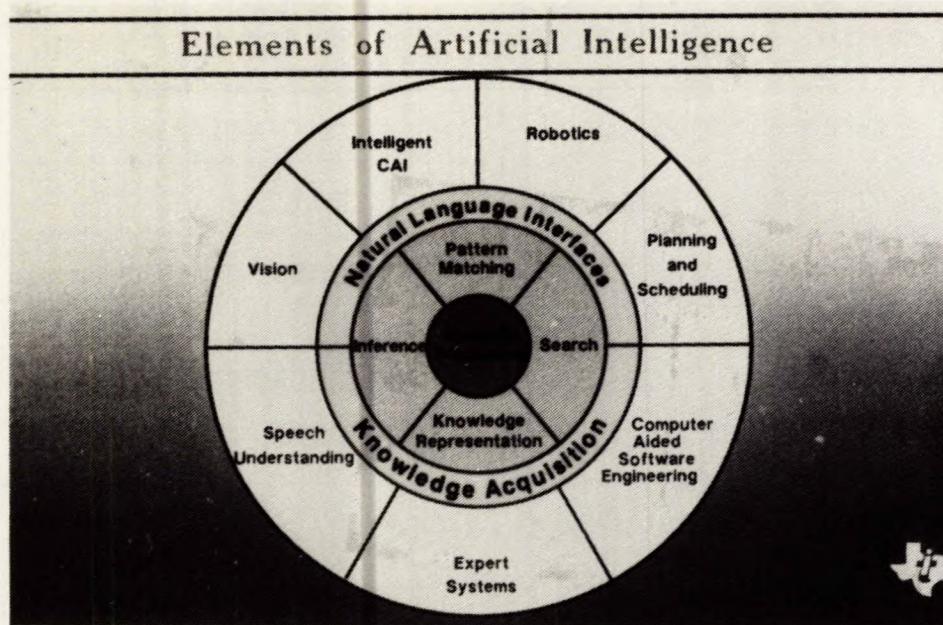 Elements of Artificial Intelligence
Intelligent
CAI
Robotics
Vision
Planning
and
Scheduling
Natural Language Interfaces
Pattern
Matching
Inference
Search
Knowledge
Representation
Knowledge Acquisition
Speech
Understanding
Computer
Aided
Software
Engineering
Expert
Systems